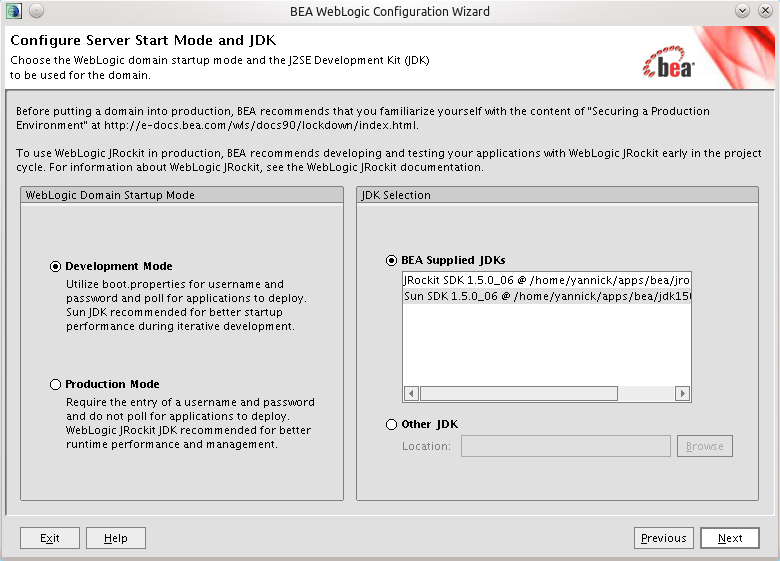 BEA WebLogic Configuration Wizard
Configure Server Start Mode and JDK
Choose the WebLogic domain startup mode and the J2SE Development Kit (JDK)
to be used for the domain.
bea
Before putting a domain into production, BEA recommends that you familiarize yourself with the content of "Securing a Production
Environment" at http://e-docs.bea.com/wls/docs90/lockdown/index.html.
To use WebLogic JRockit in production, BEA recommends developing and testing your applications with WebLogic JRockit early in the project
cycle. For information about WebLogic JRockit, see the WebLogic JRockit documentation.
WebLogic Domain Startup Mode
Development Mode
Utilize boot.properties for username and
password and poll for applications to deploy.
Sun JDK recommended for better startup
performance during iterative development.
Production Mode
Require the entry of a username and password
and do not poll for applications to deploy.
WebLogic JRockit JDK recommended for better
runtime performance and management.
JDK Selection
BEA Supplied JDKs
JRockit SDK 1.5.0_06 @ /home/yannick/apps/bea/jro
Sun SDK 1.5.0_06 @ /home/yannick/apps/bea/jdk150
Other JDK
Location:
Browse
Exit
Help
Previous
Next